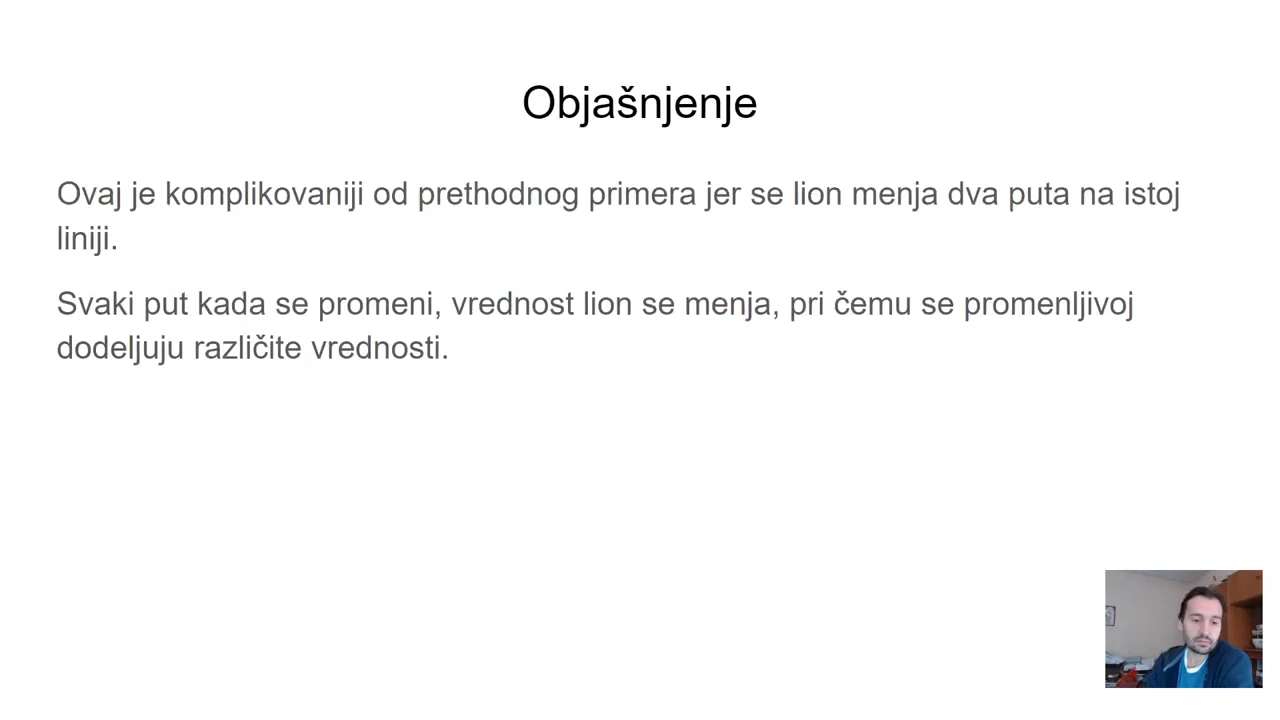 Objašnjenje
Ovaj je komplikovaniji od prethodnog primera jer se lion menja dva puta na istoj
liniji.
Svaki put kada se promeni, vrednost lion se menja, pri čemu se promenljivoj
dodeljuju različite vrednosti.